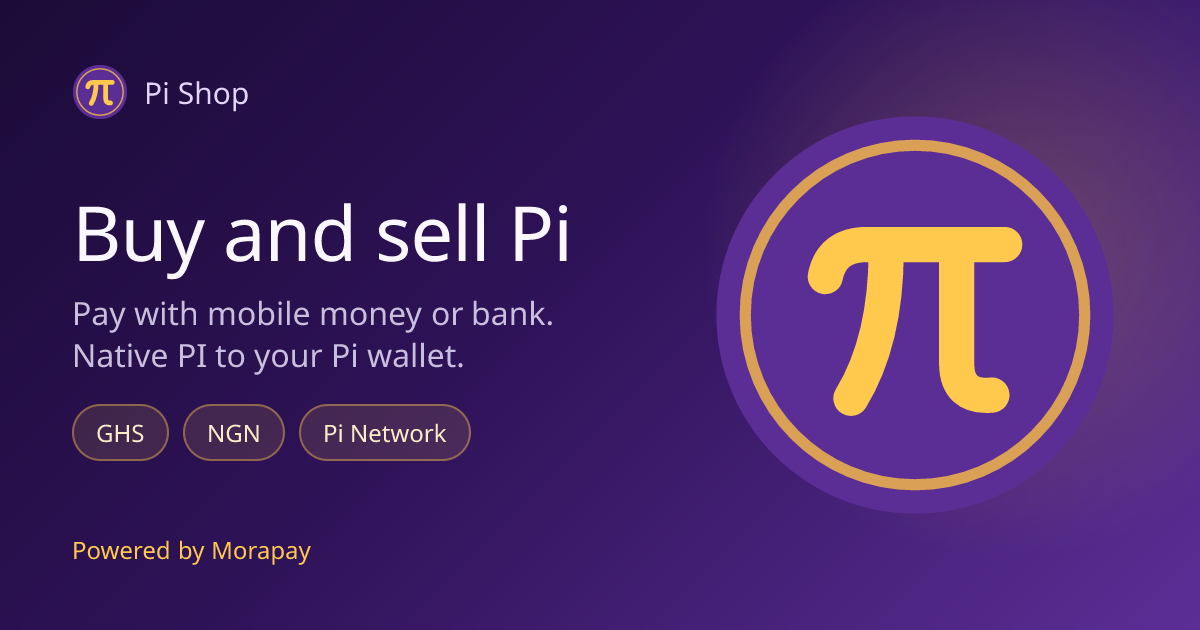 Pi Shop
Buy and sell Pi
Pay with mobile money or bank.
Native PI to your Pi wallet.
GHS NGN Pi Network
Powered by Morapay